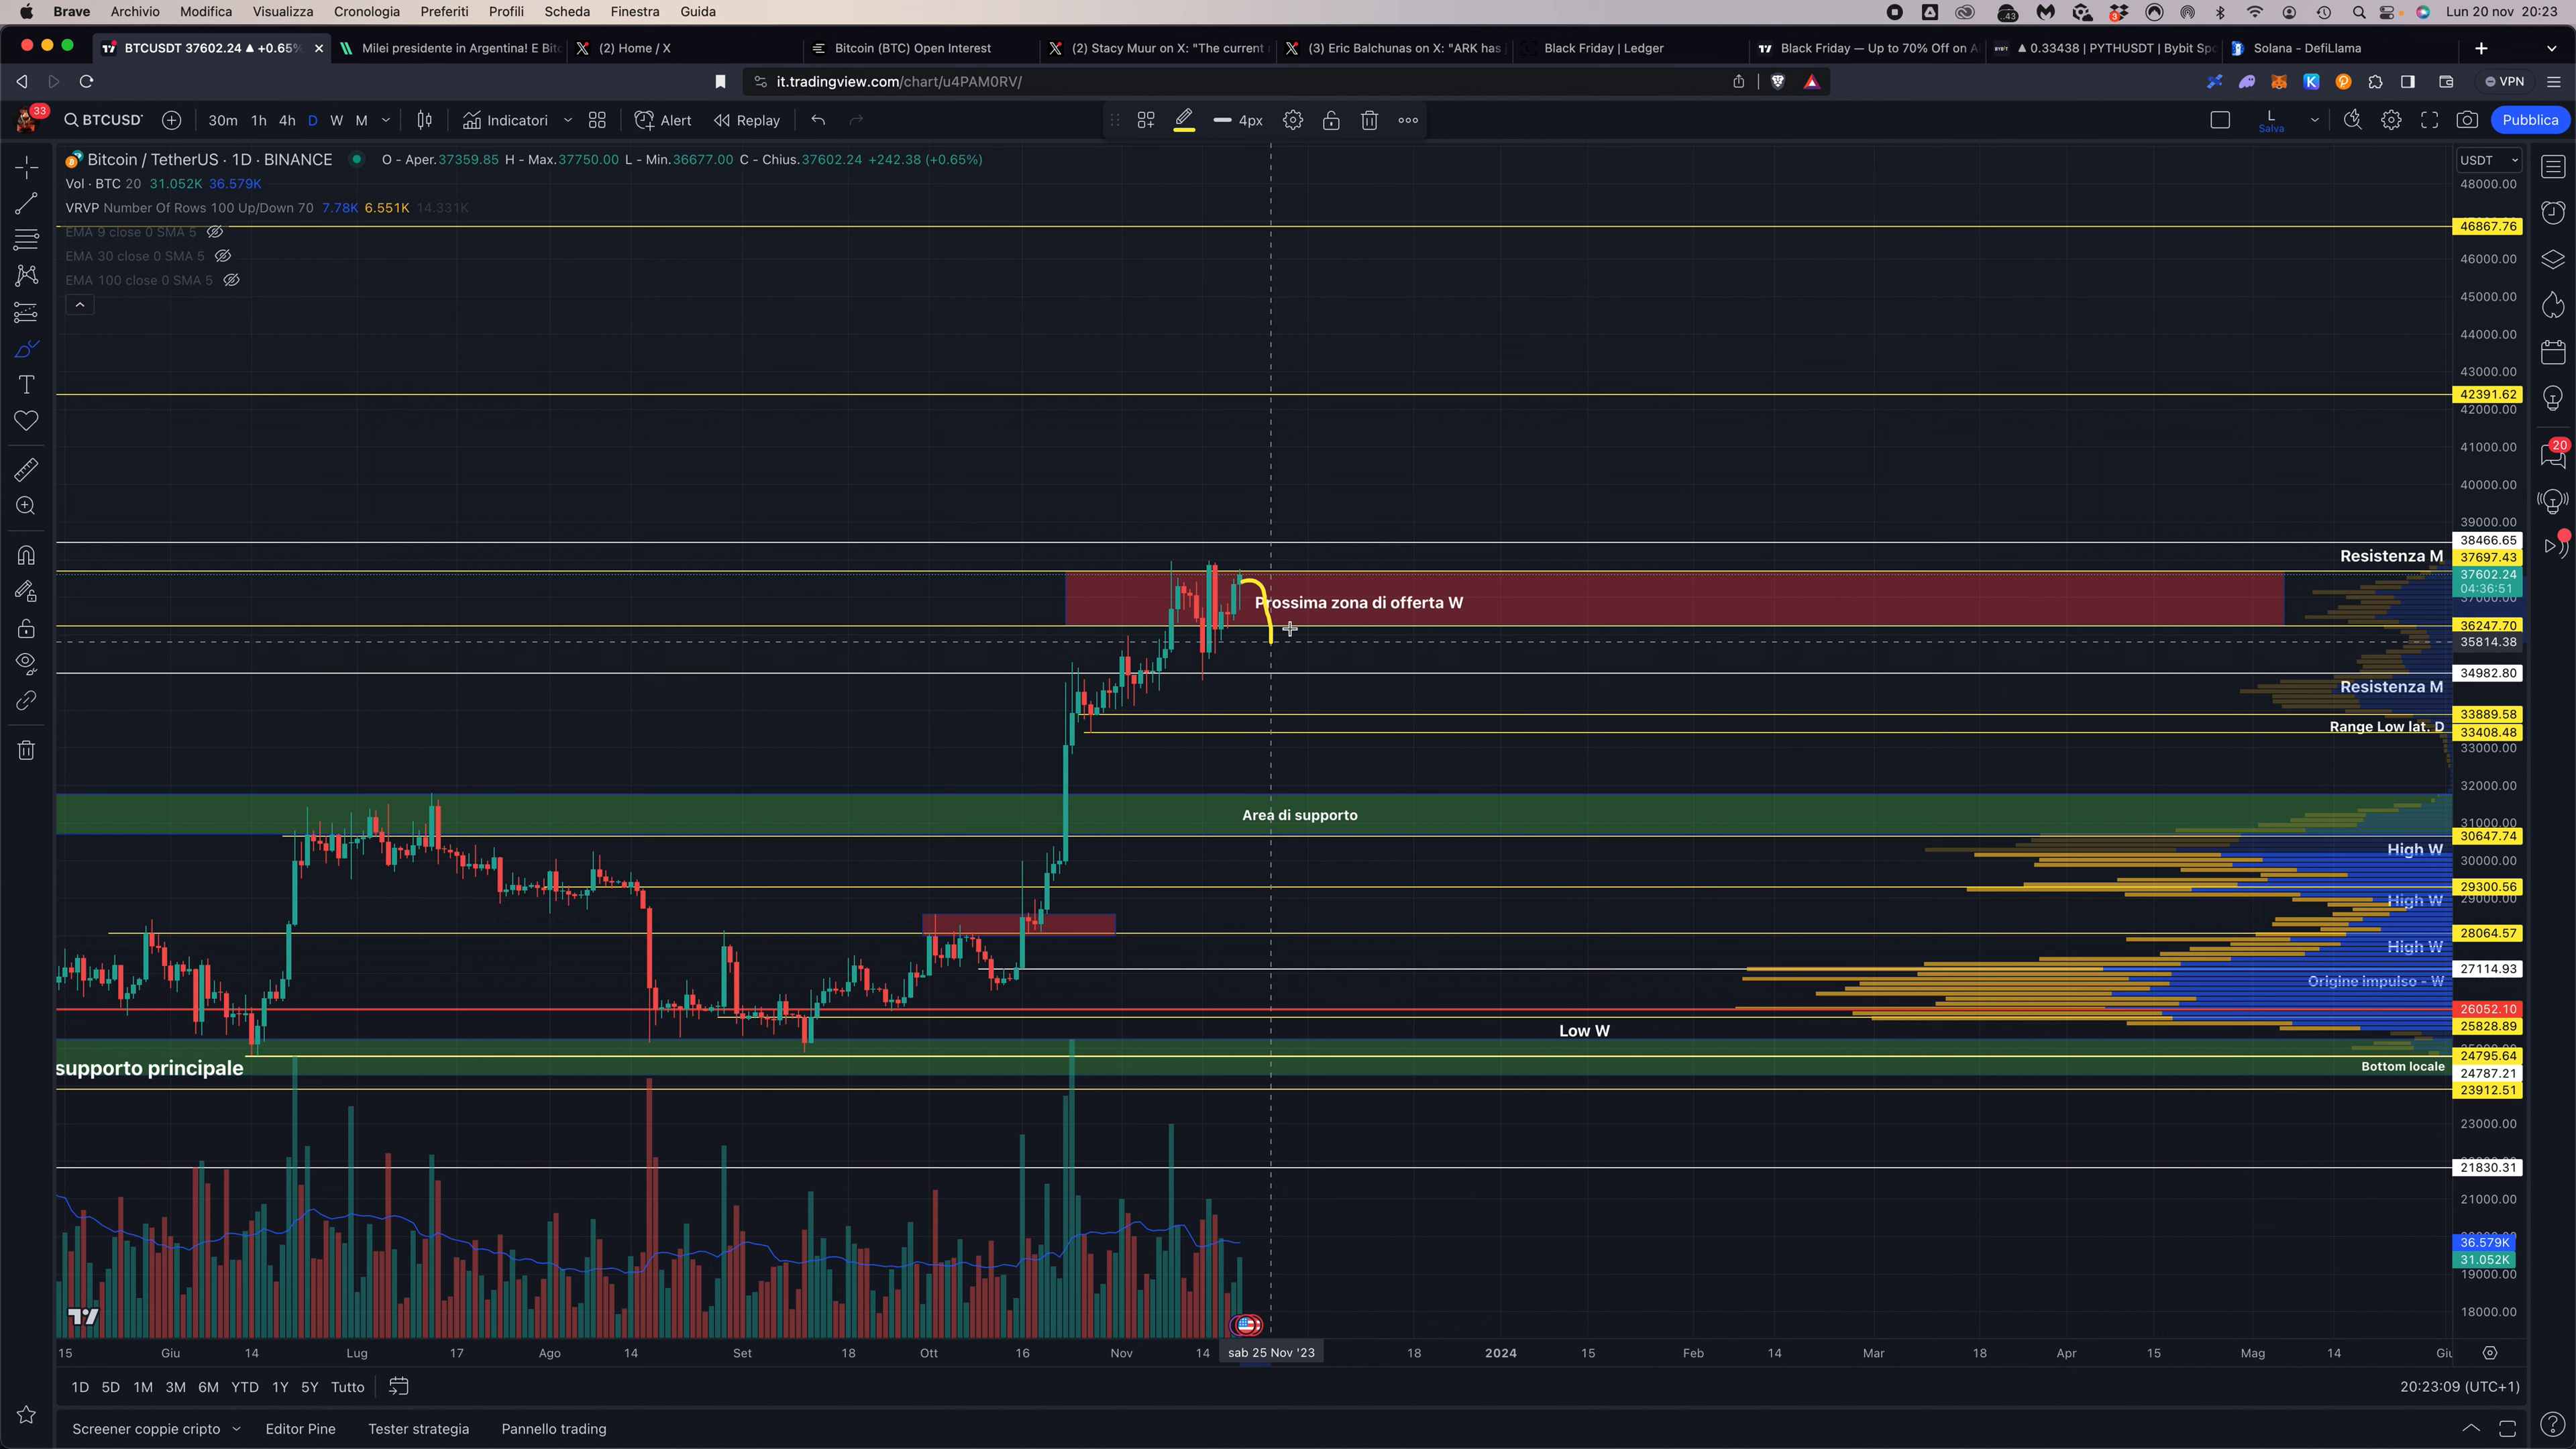 Brave Archivio Modifica Visualizza Cronologia Preferiti Profili Scheda Finestra Guida
.43 3 Lun 20 nov 20:23
BTCUSDT 37602.24 ▲ +0.65%
Milei presidente in Argentina! E Bitc
(2) Home / X
Bitcoin (BTC) Open Interest
(2) Stacy Muur on X: "The current
(3) Eric Balchunas on X: "ARK has
Black Friday | Ledger
Black Friday — Up to 70% Off on A
▲ 0.33438 | PYTHUSDT | Bybit Sp
Solana - DefiLlama
it.tradingview.com/chart/u4PAM0RV/
VPN
33
BTCUSD
30m 1h 4h D W M
Indicatori
Alert
Replay
4px
L
Salva
Pubblica
Bitcoin / TetherUS · 1D · BINANCE
O - Aper.37359.85 H - Max.37750.00 L - Min.36677.00 C - Chius.37602.24 +242.38 (+0.65%)
USDT
Vol · BTC 20 31.052K 36.579K
VRVP Number Of Rows 100 Up/Down 70 7.78K 6.551K 14.331K
EMA 9 close 0 SMA 5
EMA 30 close 0 SMA 5
EMA 100 close 0 SMA 5
48000.00
46867.76
46000.00
45000.00
44000.00
43000.00
42391.62
42000.00
41000.00
20
40000.00
39000.00
38466.65
Resistenza M
37697.43
37602.24
04:36:51
37000.00
Prossima zona di offerta W
36247.70
35814.38
34982.80
Resistenza M
33889.58
Range Low lat. D
33408.48
33000.00
32000.00
Area di supporto
31000.00
30647.74
High W
30000.00
29300.56
29000.00
High W
28064.57
High W
27114.93
Origine impulso - W
26052.10
25828.89
Low W
24795.64
supporto principale
Bottom locale
24787.21
23912.51
23000.00
21830.31
21000.00
36.579K
31.052K
19000.00
18000.00
15 Giu 14 Lug 17 Ago 14 Set 18 Ott 16 Nov 14 sab 25 Nov '23 18 2024 15 Feb 14 Mar 18 Apr 15 Mag 14 Giu
1D 5D 1M 3M 6M YTD 1Y 5Y Tutto
20:23:09 (UTC+1)
Screener coppie cripto Editor Pine Tester strategia Pannello trading